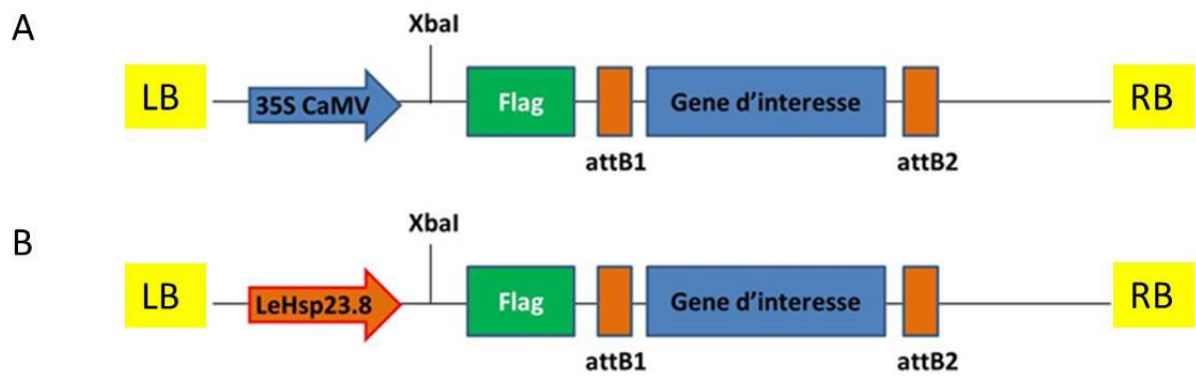 A
XbaI
LB
35S CaMV
Flag
Gene d'interesse
RB
attB1
attB2
B
XbaI
LB
LeHsp23.8
Flag
Gene d'interesse
RB
attB1
attB2